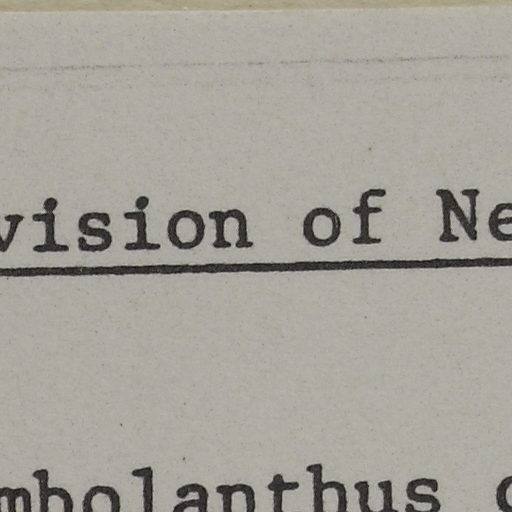 vision of Ne
mbolanthus c